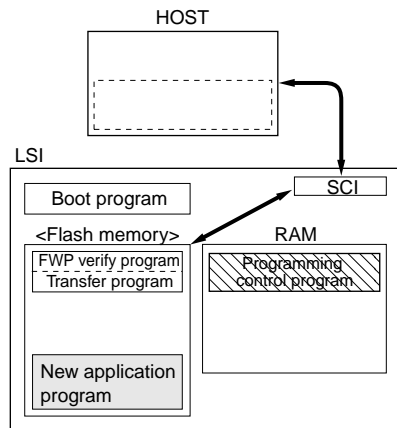 HOST
LSI
SCI
Boot program
<Flash memory>
RAM
FWP verify program
Transfer program
Programming
control program
New application
program